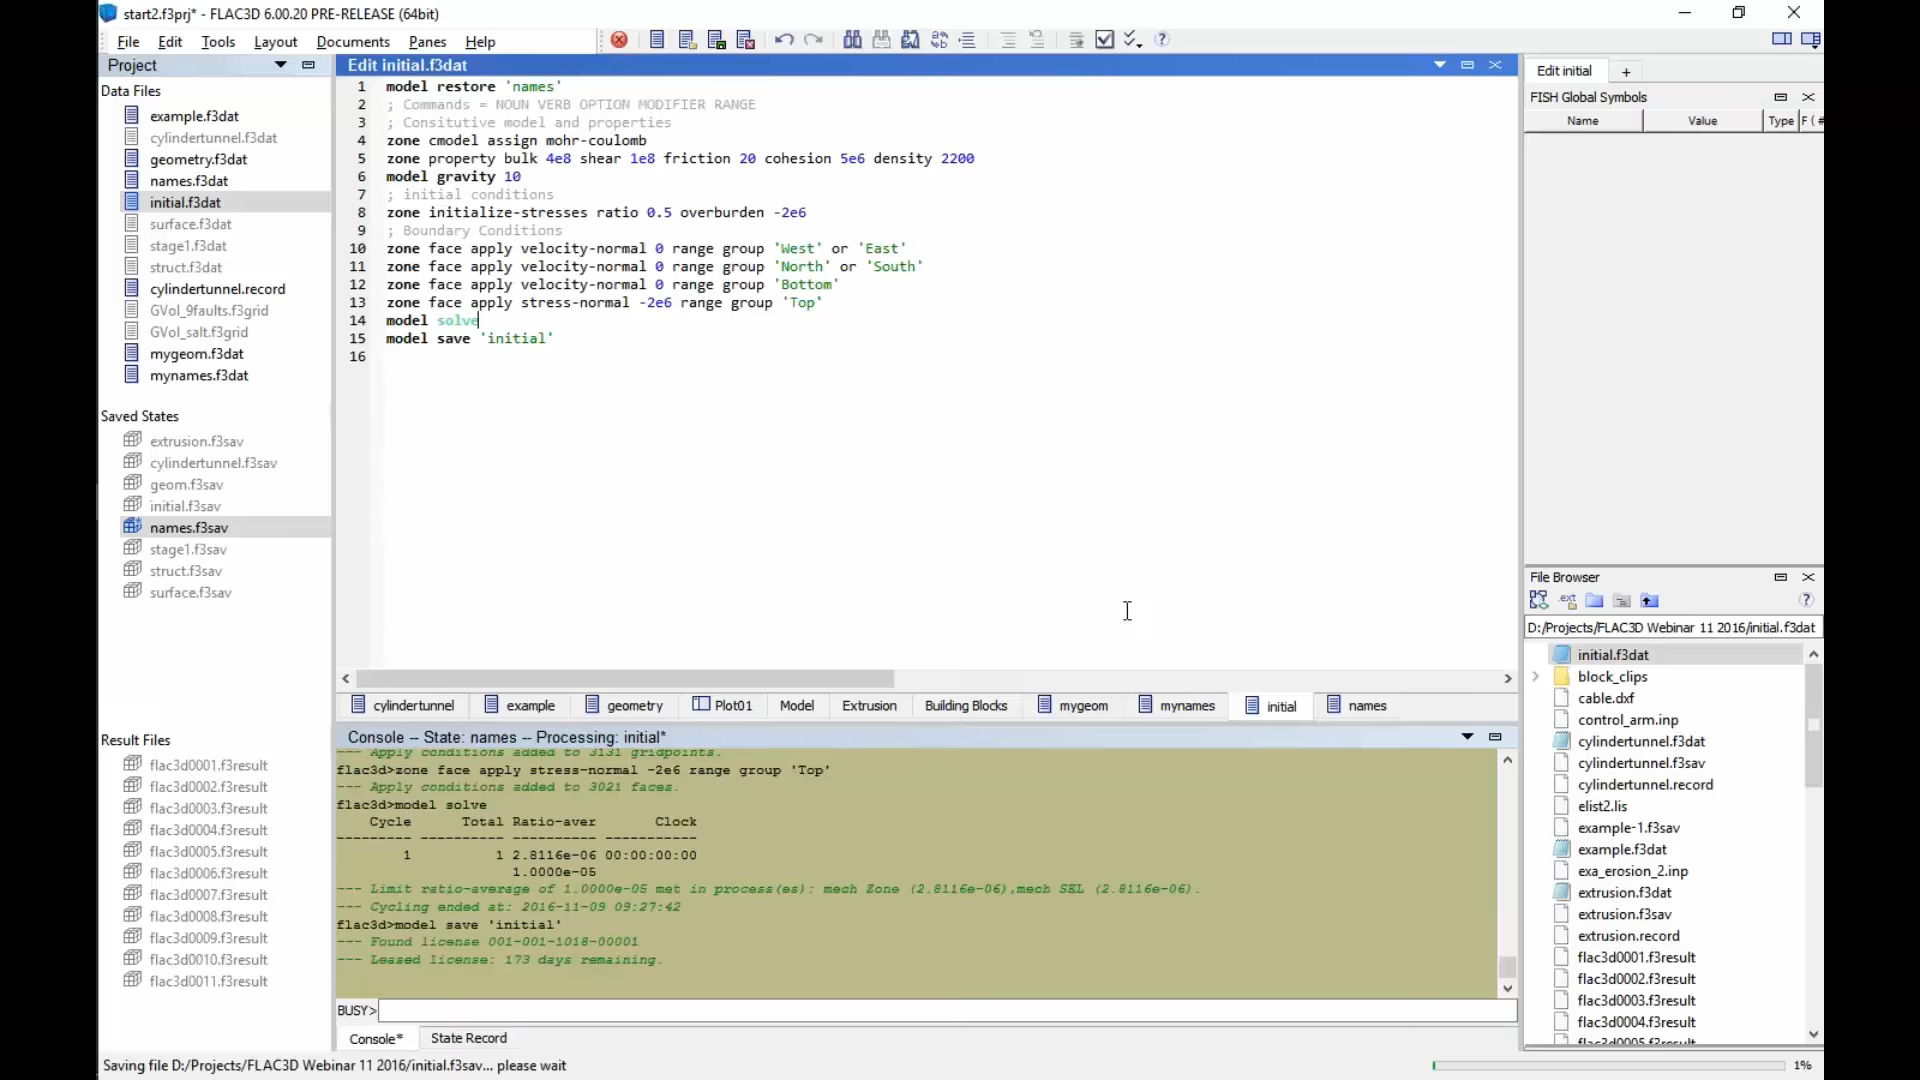 start2.f3prj* - FLAC3D 6.00.20 PRE-RELEASE (64bit)
File Edit Tools Layout Documents Panes Help
Project
Data Files
example.f3dat
cylindertunnel.f3dat
geometry.f3dat
names.f3dat
initial.f3dat
surface.f3dat
stage1.f3dat
struct.f3dat
cylindertunnel.record
GVol_9faults.f3grid
GVol_salt.f3grid
mygeom.f3dat
mynames.f3dat
Saved States
extrusion.f3sav
cylindertunnel.f3sav
geom.f3sav
initial.f3sav
names.f3sav
stage1.f3sav
struct.f3sav
surface.f3sav
Result Files
flac3d0001.f3result
flac3d0002.f3result
flac3d0003.f3result
flac3d0004.f3result
flac3d0005.f3result
flac3d0006.f3result
flac3d0007.f3result
flac3d0008.f3result
flac3d0009.f3result
flac3d0010.f3result
flac3d0011.f3result
Edit initial.f3dat
1 model restore 'names'
2 ; Commands = NOUN VERB OPTION MODIFIER RANGE
3 ; Consitutive model and properties
4 zone cmodel assign mohr-coulomb
5 zone property bulk 4e8 shear 1e8 friction 20 cohesion 5e6 density 2200
6 model gravity 10
7 ; initial conditions
8 zone initialize-stresses ratio 0.5 overburden -2e6
9 ; Boundary Conditions
10 zone face apply velocity-normal 0 range group 'West' or 'East'
11 zone face apply velocity-normal 0 range group 'North' or 'South'
12 zone face apply velocity-normal 0 range group 'Bottom'
13 zone face apply stress-normal -2e6 range group 'Top'
14 model solve
15 model save 'initial'
16
cylindertunnel example geometry Plot01 Model Extrusion Building Blocks mygeom mynames initial names
Console -- State: names -- Processing: initial*
--- Apply conditions added to 3131 gridpoints.
flac3d>zone face apply stress-normal -2e6 range group 'Top'
--- Apply conditions added to 3021 faces.
flac3d>model solve
Cycle Total Ratio-aver Clock
--------- ---------- ---------- -----------
1 1 2.8116e-06 00:00:00:00
1.0000e-05
--- Limit ratio-average of 1.0000e-05 met in process(es): mech Zone (2.8116e-06),mech SEL (2.8116e-06).
--- Cycling ended at: 2016-11-09 09:27:42
flac3d>model save 'initial'
--- Found license 001-001-1018-00001
--- Leased license: 173 days remaining.
BUSY>
Console* State Record
Saving file D:/Projects/FLAC3D Webinar 11 2016/initial.f3sav... please wait
1%
Edit initial +
FISH Global Symbols
Name Value Type F ( #
File Browser
.ext
D:/Projects/FLAC3D Webinar 11 2016/initial.f3dat
initial.f3dat
block_clips
cable.dxf
control_arm.inp
cylindertunnel.f3dat
cylindertunnel.f3sav
cylindertunnel.record
elist2.lis
example-1.f3sav
example.f3dat
exa_erosion_2.inp
extrusion.f3dat
extrusion.f3sav
extrusion.record
flac3d0001.f3result
flac3d0002.f3result
flac3d0003.f3result
flac3d0004.f3result
flac3d0005.f3result